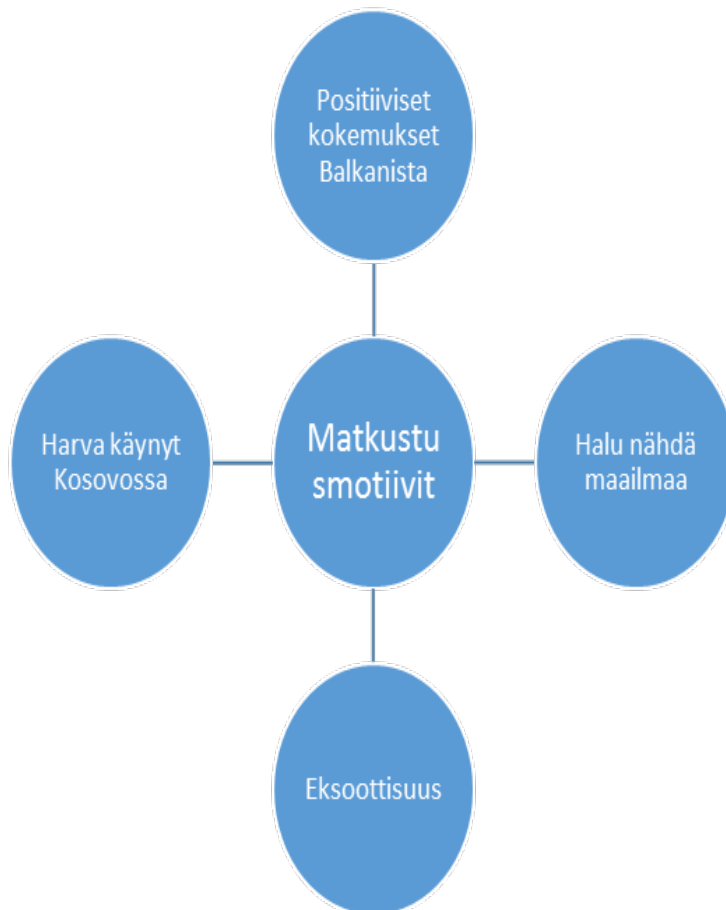 Positiiviset
kokemukset
Balkanista
Harva käynyt
Kosovossa
Matkustu
smotiivit
Halu nähdä
maailmaa
Eksoottisuus